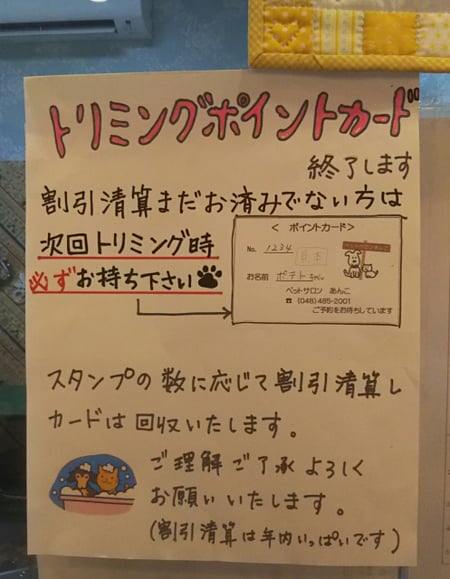 トリミングポイントカード
終了します
割引清算まだお済みでない方は
次回トリミング時
必ずお持ち下さい
< ポイントカード>
No. 1234
見本
お名前 ポテトちゃん
ペットサロン あんこ
☎ (048)485-2001
ご予約をお待ちしています
スタンプの数に応じて割引清算し
カードは回収いたします。
ご理解ご了承よろしく
お願いいたします。
(割引清算は年内いっぱいです)